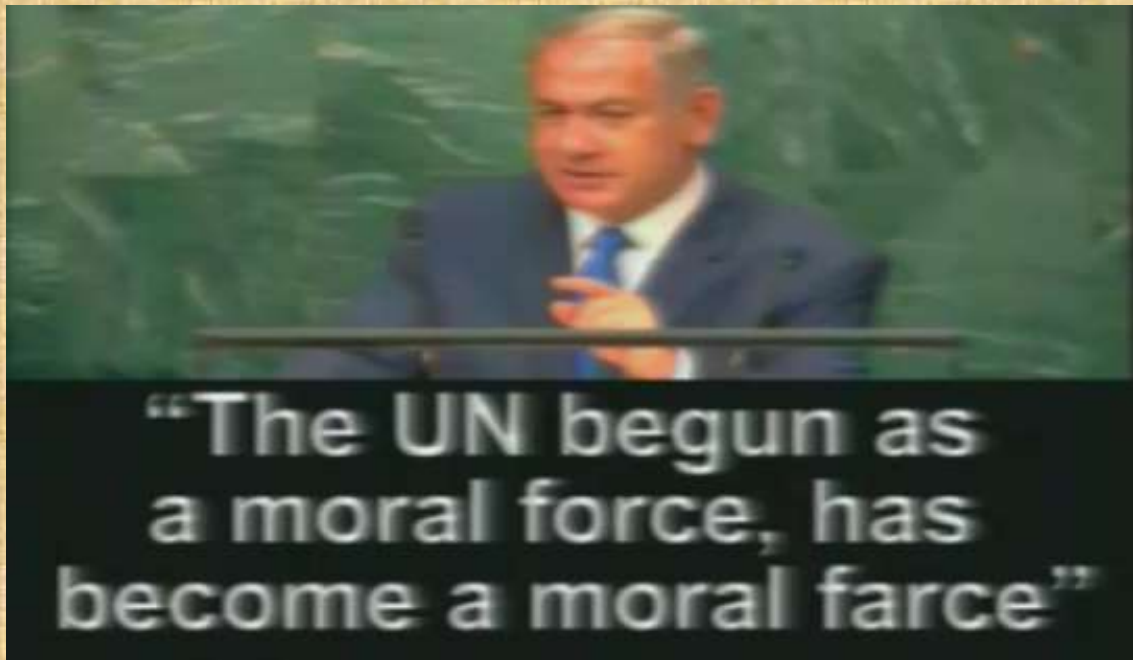 “The UN begun as
a moral force, has
become a moral farce”